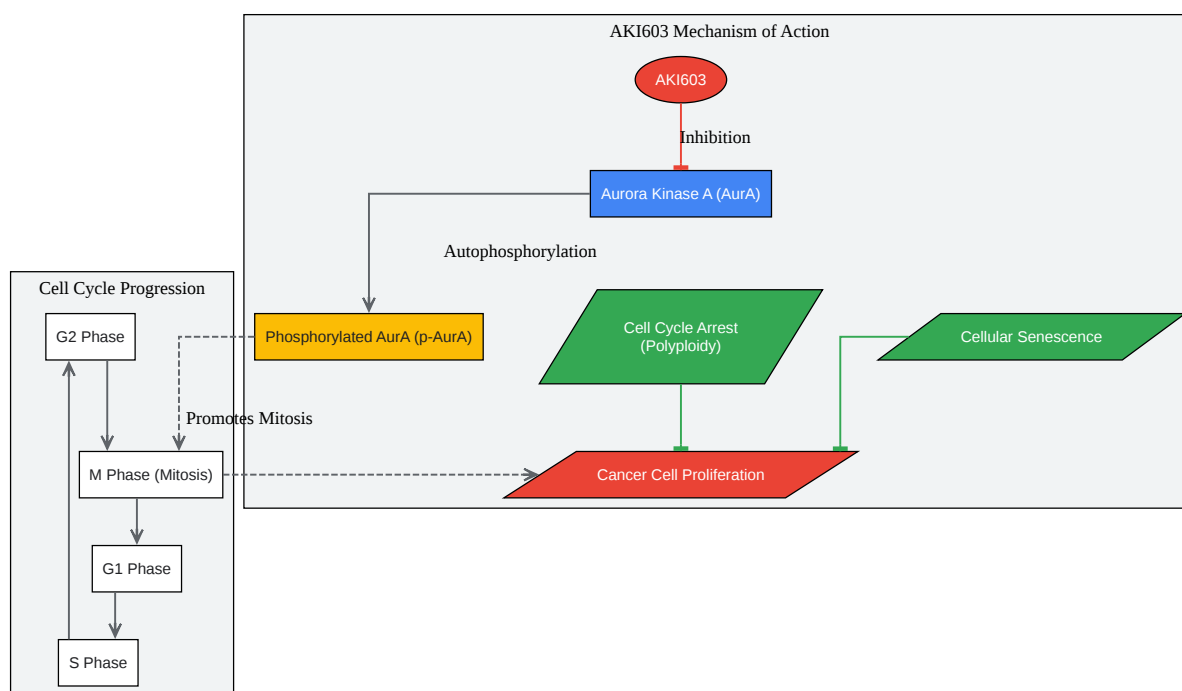 AKI603 Mechanism of Action
AKI603
Inhibition
Aurora Kinase A (AurA)
Autophosphorylation
Cell Cycle Progression
G2 Phase
Phosphorylated AurA (p-AurA)
Cell Cycle Arrest
(Polyploidy)
Cellular Senescence
Promotes Mitosis
M Phase (Mitosis)
Cancer Cell Proliferation
G1 Phase
S Phase